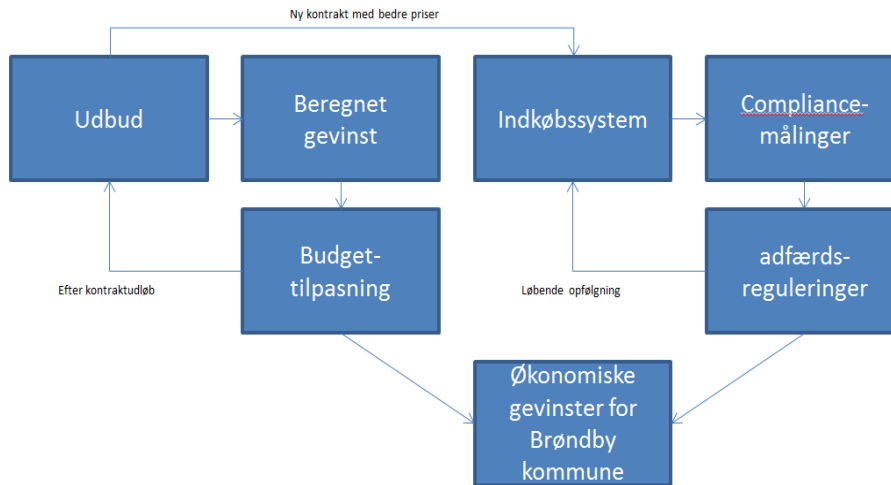 Ny kontrakt med bedre priser
Udbud
Beregnet
gevinst
Indkøbssystem
Compliance-
målinger
Budget-
tilpasning
adfærds-
reguleringer
Efter kontraktudløb
Løbende opfølgning
Økonomiske
gevinster for
Brøndby
kommune